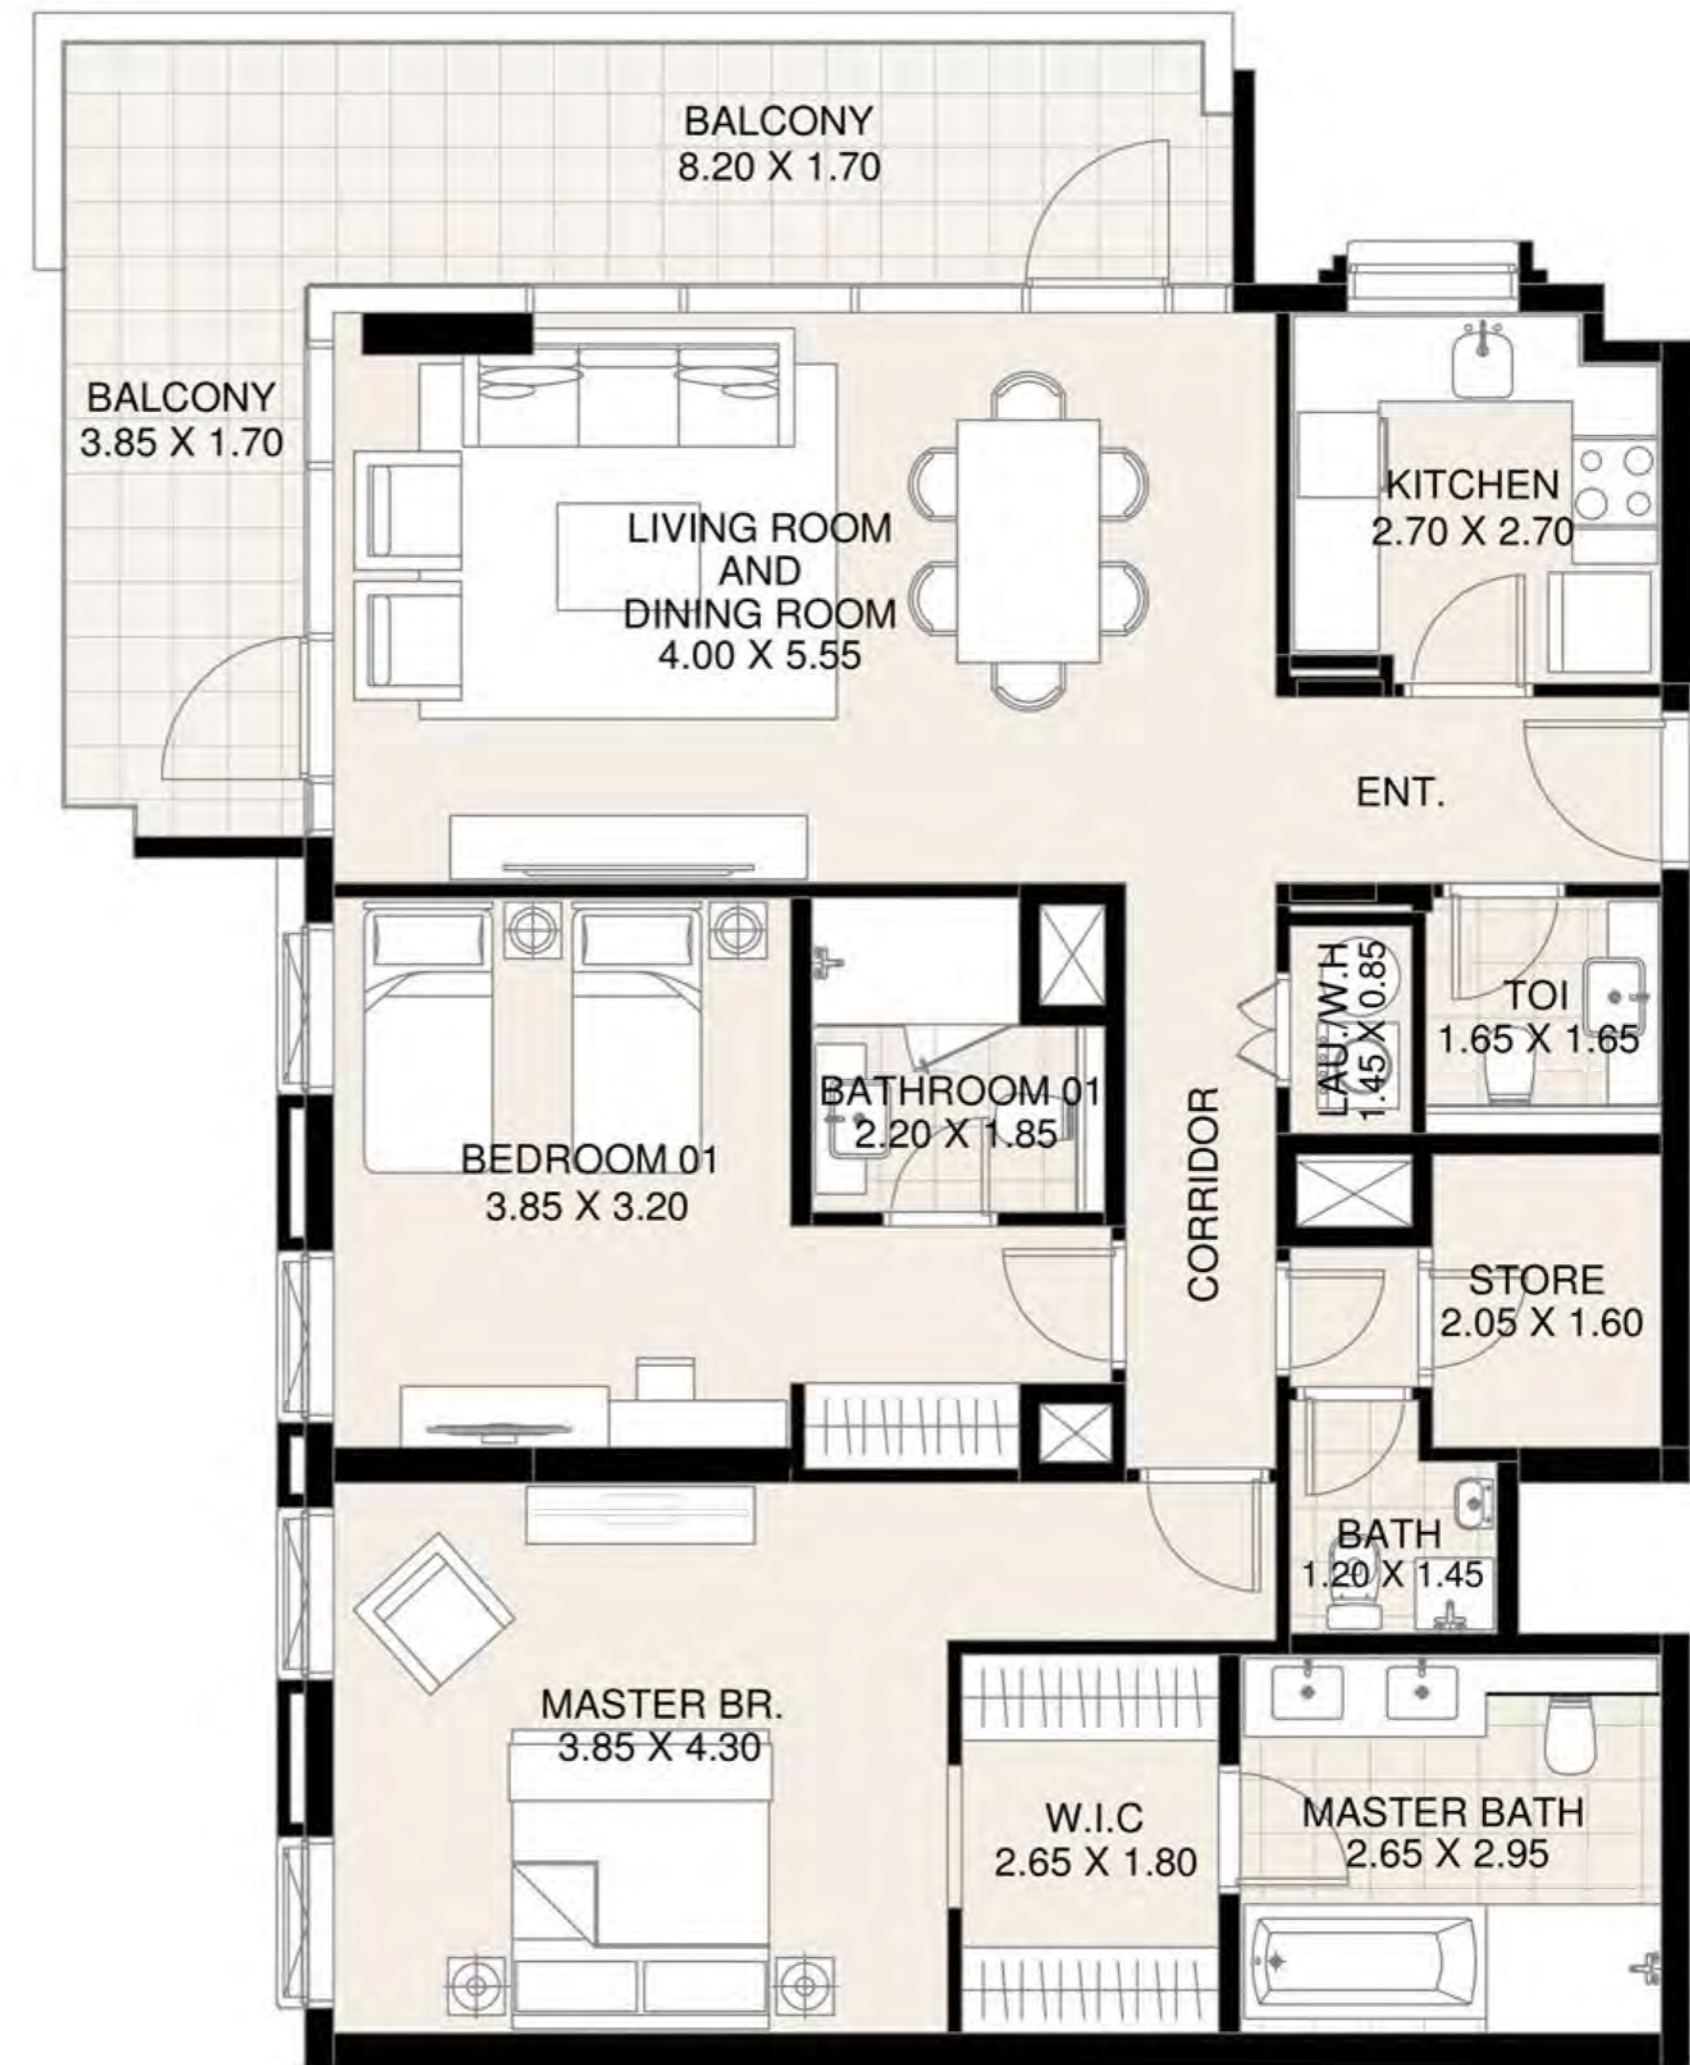 BALCONY
8.20 X 1.70
BALCONY
3.85 X 1.70
LIVING ROOM
AND
DINING ROOM
4.00 X 5.55
KITCHEN
2.70 X 2.70
ENT.
LAU./W.H
1.45 X 0.85
TOI
1.65 X 1.65
BATHROOM 01
2.20 X 1.85
BEDROOM 01
3.85 X 3.20
CORRIDOR
STORE
2.05 X 1.60
BATH
1.20 X 1.45
MASTER BR.
3.85 X 4.30
W.I.C
2.65 X 1.80
MASTER BATH
2.65 X 2.95